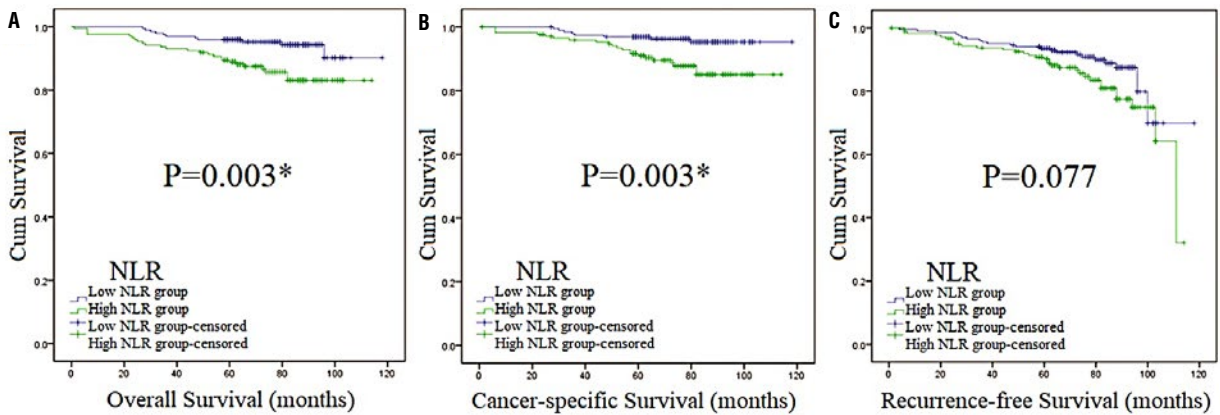 A
Cum Survival
1.0
0.8
0.6
0.4
0.2
0.0
P=0.003*
NLR
Low NLR group
High NLR group
Low NLR group-censored
High NLR group-censored
0 20 40 60 80 100 120
Overall Survival (months)
B
Cum Survival
1.0
0.8
0.6
0.4
0.2
0.0
P=0.003*
NLR
Low NLR group
High NLR group
Low NLR group-censored
High NLR group-censored
0 20 40 60 80 100 120
Cancer-specific Survival (months)
C
Cum Survival
1.0
0.8
0.6
0.4
0.2
0.0
P=0.077
NLR
Low NLR group
High NLR group
Low NLR group-censored
High NLR group-censored
0 20 40 60 80 100 120
Recurrence-free Survival (months)